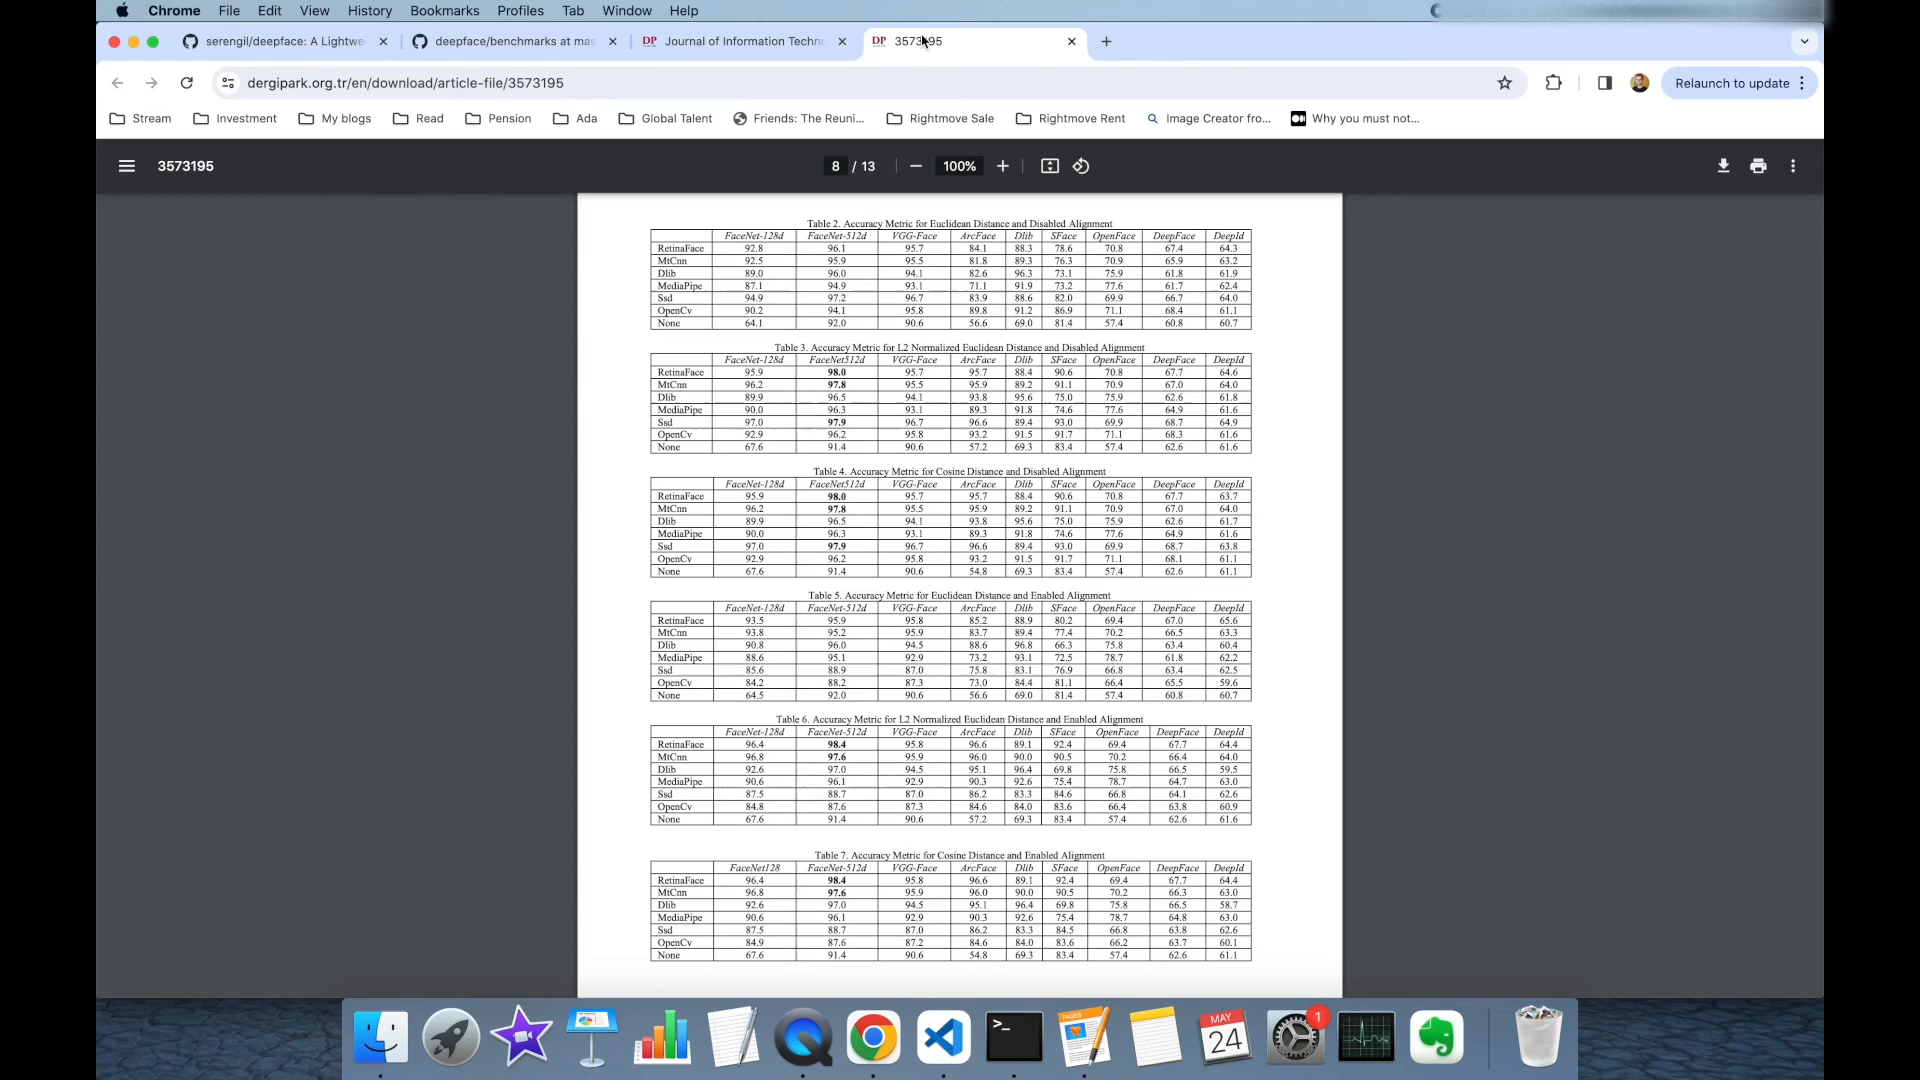 Chrome File Edit View History Bookmarks Profiles Tab Window Help
serengil/deepface: A Lightwei deepface/benchmarks at mas Journal of Information Techno 3573195
dergipark.org.tr/en/download/article-file/3573195 Relaunch to update
Stream Investment My blogs Read Pension Ada Global Talent Friends: The Reuni... Rightmove Sale Rightmove Rent Image Creator fro... Why you must not...
3573195 8 / 13 100%
Table 2. Accuracy Metric for Euclidean Distance and Disabled Alignment
FaceNet-128d FaceNet-512d VGG-Face ArcFace Dlib SFace OpenFace DeepFace DeepId
RetinaFace 92.8 96.1 95.7 84.1 88.3 78.6 70.8 67.4 64.3
MtCnn 92.5 95.9 95.5 81.8 89.3 76.3 70.9 65.9 63.2
Dlib 89.0 96.0 94.1 82.6 96.3 73.1 75.9 61.8 61.9
MediaPipe 87.1 94.9 93.1 71.1 91.9 73.2 77.6 61.7 62.4
Ssd 94.9 97.2 96.7 83.9 88.6 82.0 69.9 66.7 64.0
OpenCv 90.2 94.1 95.8 89.8 91.2 86.9 71.1 68.4 61.1
None 64.1 92.0 90.6 56.6 69.0 81.4 57.4 60.8 60.7
Table 3. Accuracy Metric for L2 Normalized Euclidean Distance and Disabled Alignment
FaceNet-128d FaceNet512d VGG-Face ArcFace Dlib SFace OpenFace DeepFace DeepId
RetinaFace 95.9 98.0 95.7 95.7 88.4 90.6 70.8 67.7 64.6
MtCnn 96.2 97.8 95.5 95.9 89.2 91.1 70.9 67.0 64.0
Dlib 89.9 96.5 94.1 93.8 95.6 75.0 75.9 62.6 61.8
MediaPipe 90.0 96.3 93.1 89.3 91.8 74.6 77.6 64.9 61.6
Ssd 97.0 97.9 96.7 96.6 89.4 93.0 69.9 68.7 64.9
OpenCv 92.9 96.2 95.8 93.2 91.5 91.7 71.1 68.3 61.6
None 67.6 91.4 90.6 57.2 69.3 83.4 57.4 62.6 61.6
Table 4. Accuracy Metric for Cosine Distance and Disabled Alignment
FaceNet-128d FaceNet512d VGG-Face ArcFace Dlib SFace OpenFace DeepFace DeepId
RetinaFace 95.9 98.0 95.7 95.7 88.4 90.6 70.8 67.7 63.7
MtCnn 96.2 97.8 95.5 95.9 89.2 91.1 70.9 67.0 64.0
Dlib 89.9 96.5 94.1 93.8 95.6 75.0 75.9 62.6 61.7
MediaPipe 90.0 96.3 93.1 89.3 91.8 74.6 77.6 64.9 61.6
Ssd 97.0 97.9 96.7 96.6 89.4 93.0 69.9 68.7 63.8
OpenCv 92.9 96.2 95.8 93.2 91.5 91.7 71.1 68.1 61.1
None 67.6 91.4 90.6 54.8 69.3 83.4 57.4 62.6 61.1
Table 5. Accuracy Metric for Euclidean Distance and Enabled Alignment
FaceNet-128d FaceNet-512d VGG-Face ArcFace Dlib SFace OpenFace DeepFace DeepId
RetinaFace 93.5 95.9 95.8 85.2 88.9 80.2 69.4 67.0 65.6
MtCnn 93.8 95.2 95.9 83.7 89.4 77.4 70.2 66.5 63.3
Dlib 90.8 96.0 94.5 88.6 96.8 66.3 75.8 63.4 60.4
MediaPipe 88.6 95.1 92.9 73.2 93.1 72.5 78.7 61.8 62.2
Ssd 85.6 88.9 87.0 75.8 83.1 76.9 66.8 63.4 62.5
OpenCv 84.2 88.2 87.3 73.0 84.4 81.1 66.4 65.5 59.6
None 64.5 92.0 90.6 56.6 69.0 81.4 57.4 60.8 60.7
Table 6. Accuracy Metric for L2 Normalized Euclidean Distance and Enabled Alignment
FaceNet-128d FaceNet-512d VGG-Face ArcFace Dlib SFace OpenFace DeepFace DeepId
RetinaFace 96.4 98.4 95.8 96.6 89.1 92.4 69.4 67.7 64.4
MtCnn 96.8 97.6 95.9 96.0 90.0 90.5 70.2 66.4 64.0
Dlib 92.6 97.0 94.5 95.1 96.4 69.8 75.8 66.5 59.5
MediaPipe 90.6 96.1 92.9 90.3 92.6 75.4 78.7 64.7 63.0
Ssd 87.5 88.7 87.0 86.2 83.3 84.6 66.8 64.1 62.6
OpenCv 84.8 87.6 87.3 84.6 84.0 83.6 66.4 63.8 60.9
None 67.6 91.4 90.6 57.2 69.3 83.4 57.4 62.6 61.6
Table 7. Accuracy Metric for Cosine Distance and Enabled Alignment
FaceNet128 FaceNet-512d VGG-Face ArcFace Dlib SFace OpenFace DeepFace DeepId
RetinaFace 96.4 98.4 95.8 96.6 89.1 92.4 69.4 67.7 64.4
MtCnn 96.8 97.6 95.9 96.0 90.0 90.5 70.2 66.3 63.0
Dlib 92.6 97.0 94.5 95.1 96.4 69.8 75.8 66.5 58.7
MediaPipe 90.6 96.1 92.9 90.3 92.6 75.4 78.7 64.8 63.0
Ssd 87.5 88.7 87.0 86.2 83.3 84.5 66.8 63.8 62.6
OpenCv 84.9 87.6 87.2 84.6 84.0 83.6 66.2 63.7 60.1
None 67.6 91.4 90.6 54.8 69.3 83.4 57.4 62.6 61.1
PAGES MAY 24 1